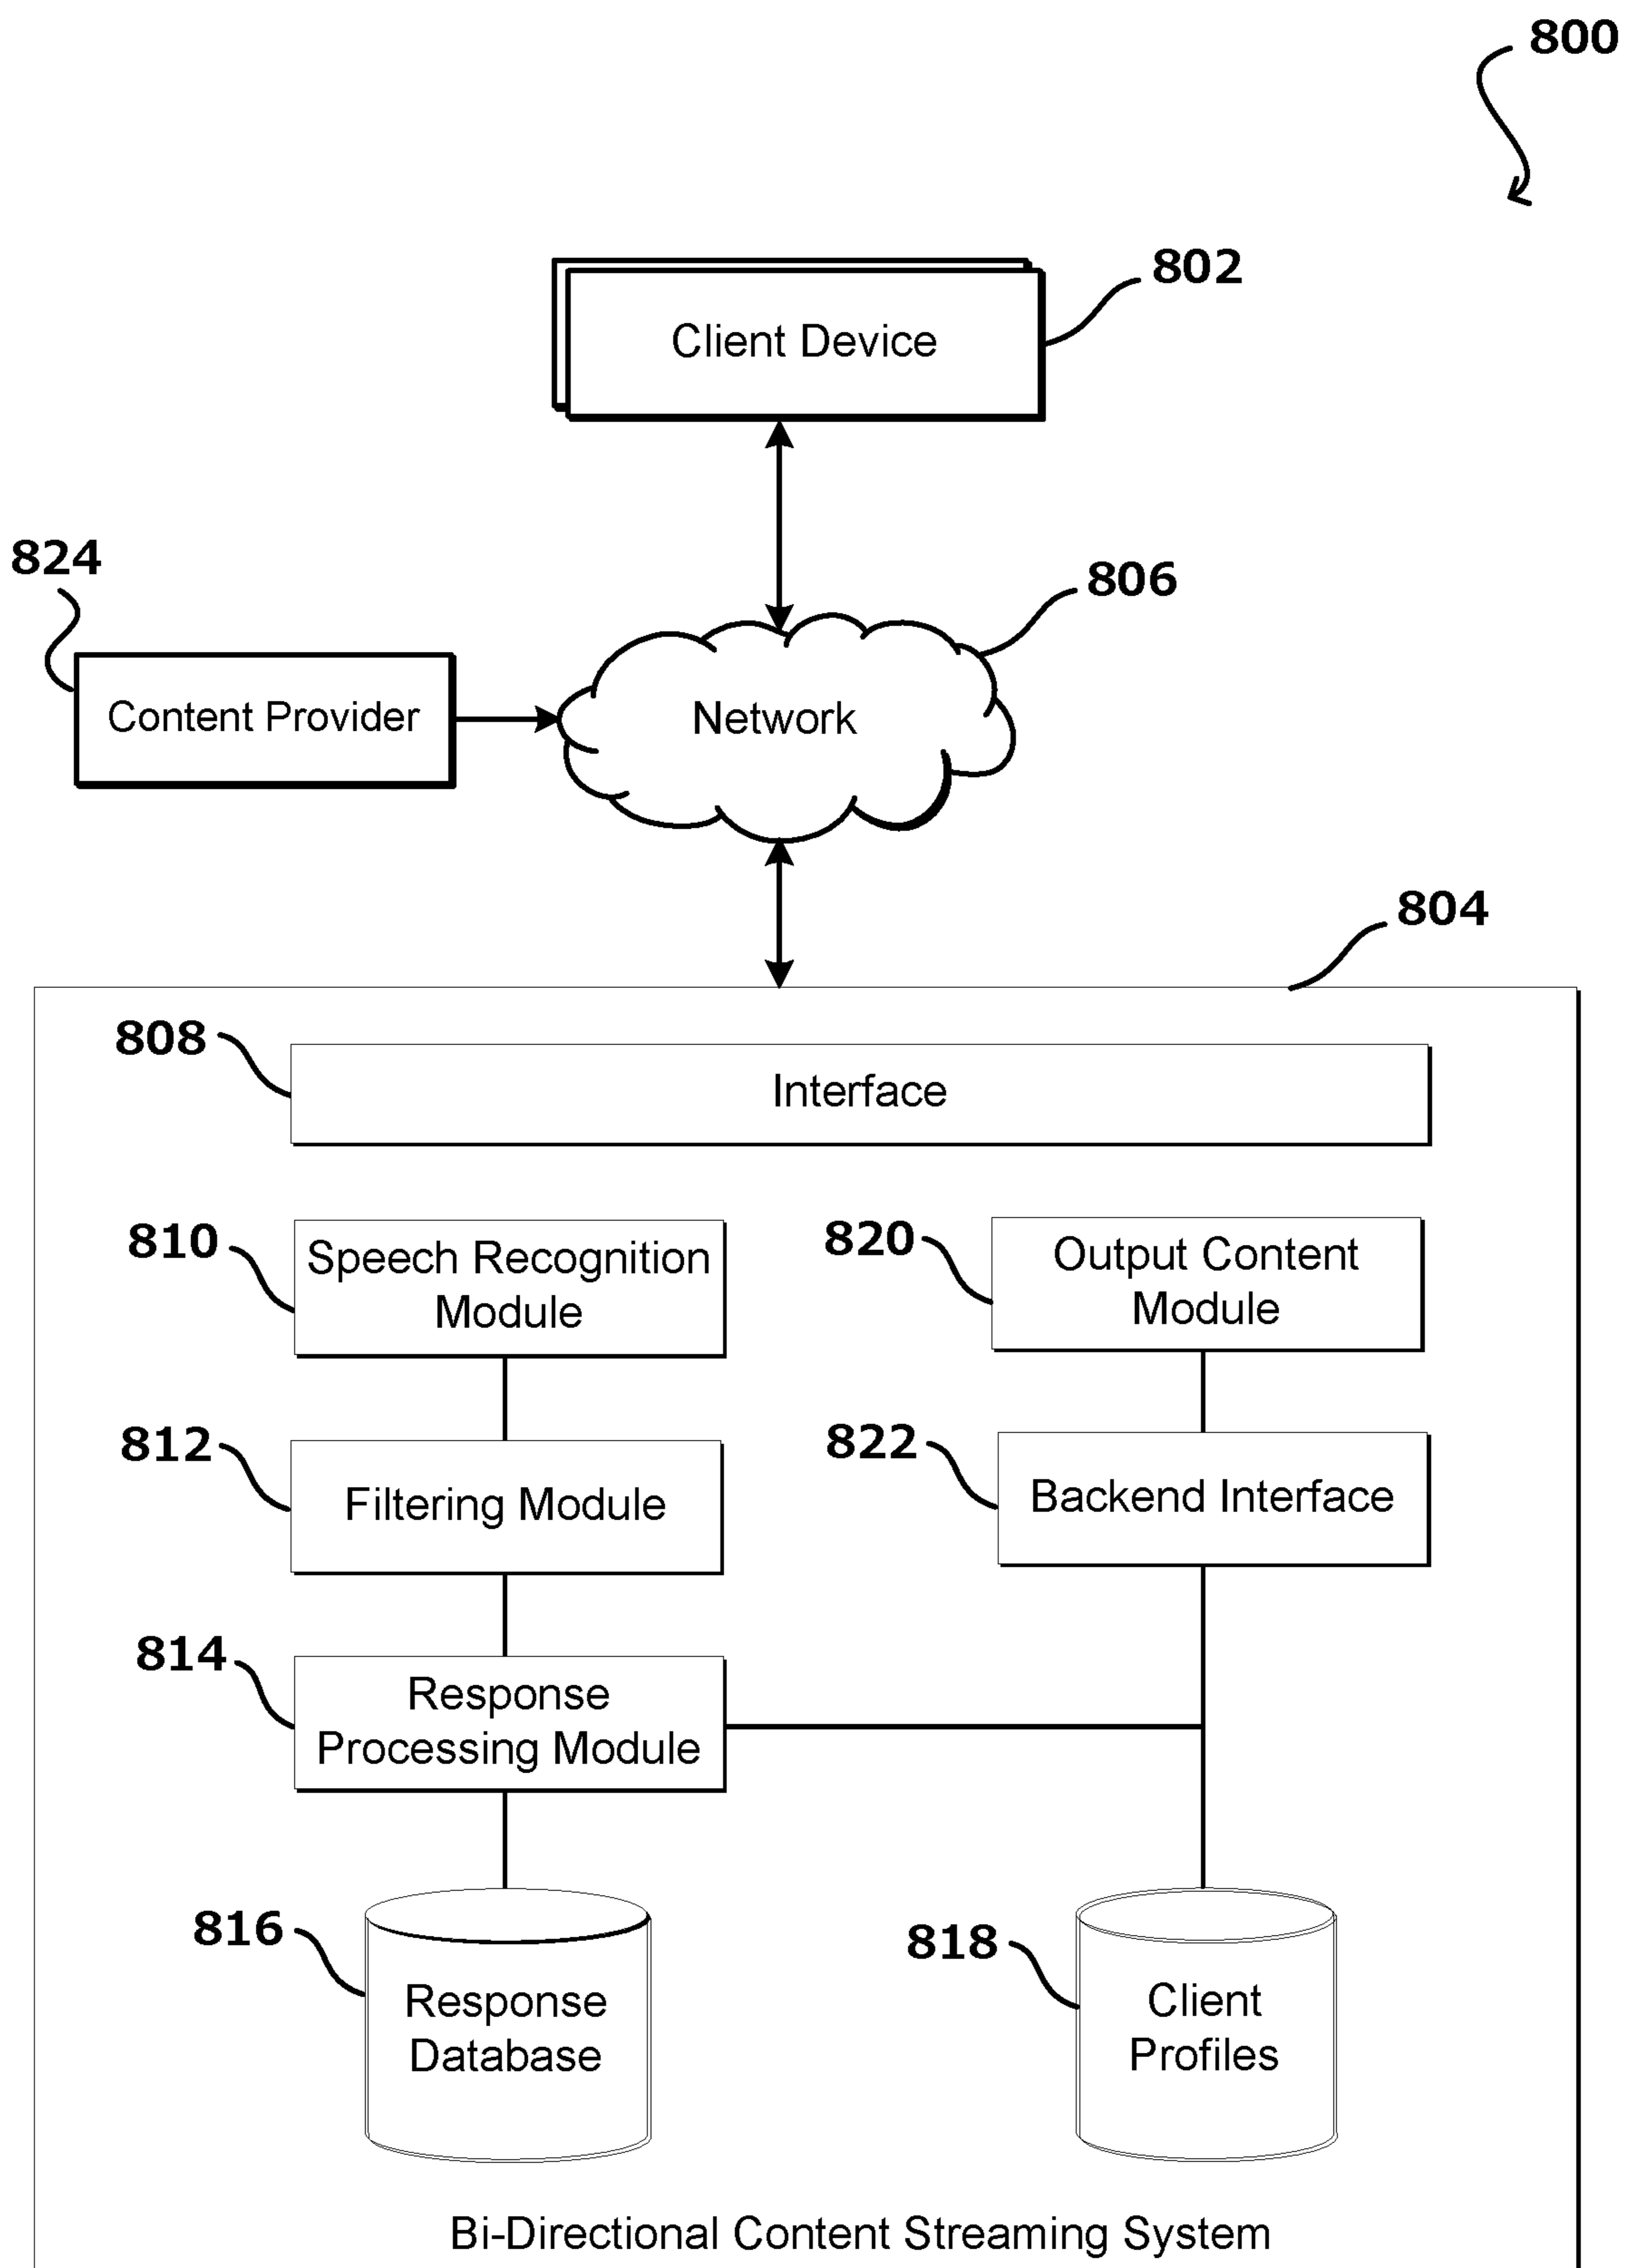 800
802
Client Device
824
806
Content Provider
Network
804
808
Interface
810
Speech Recognition
Module
820
Output Content
Module
812
Filtering Module
822
Backend Interface
814
Response
Processing Module
816
Response
Database
818
Client
Profiles
Bi-Directional Content Streaming System